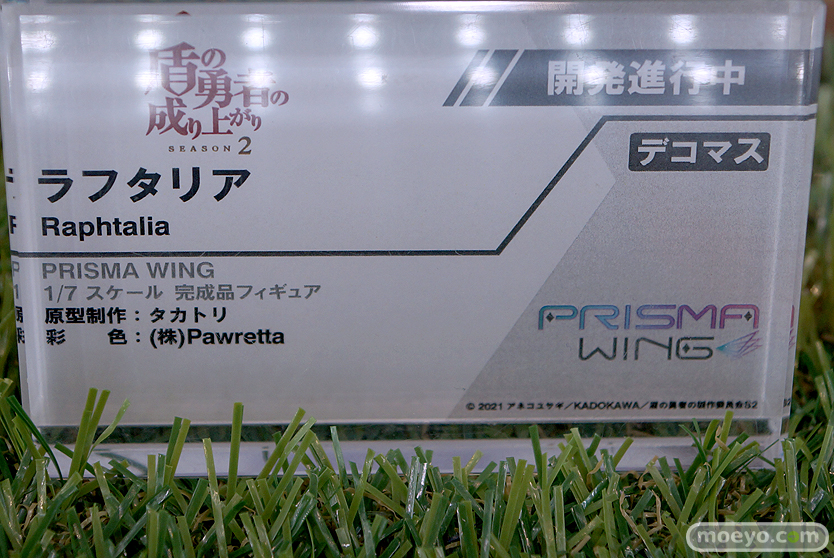 盾の勇者の
成り上がり
SEASON 2
開発進行中
デコマス
ラフタリア
Raphtalia
PRISMA WING
1/7 スケール 完成品フィギュア
原型制作：タカトリ
彩　　色：(株)Pawretta
PRISMA
WING
© 2021 アネコユサギ／KADOKAWA／盾の勇者の製作委員会S2
moeyo.com